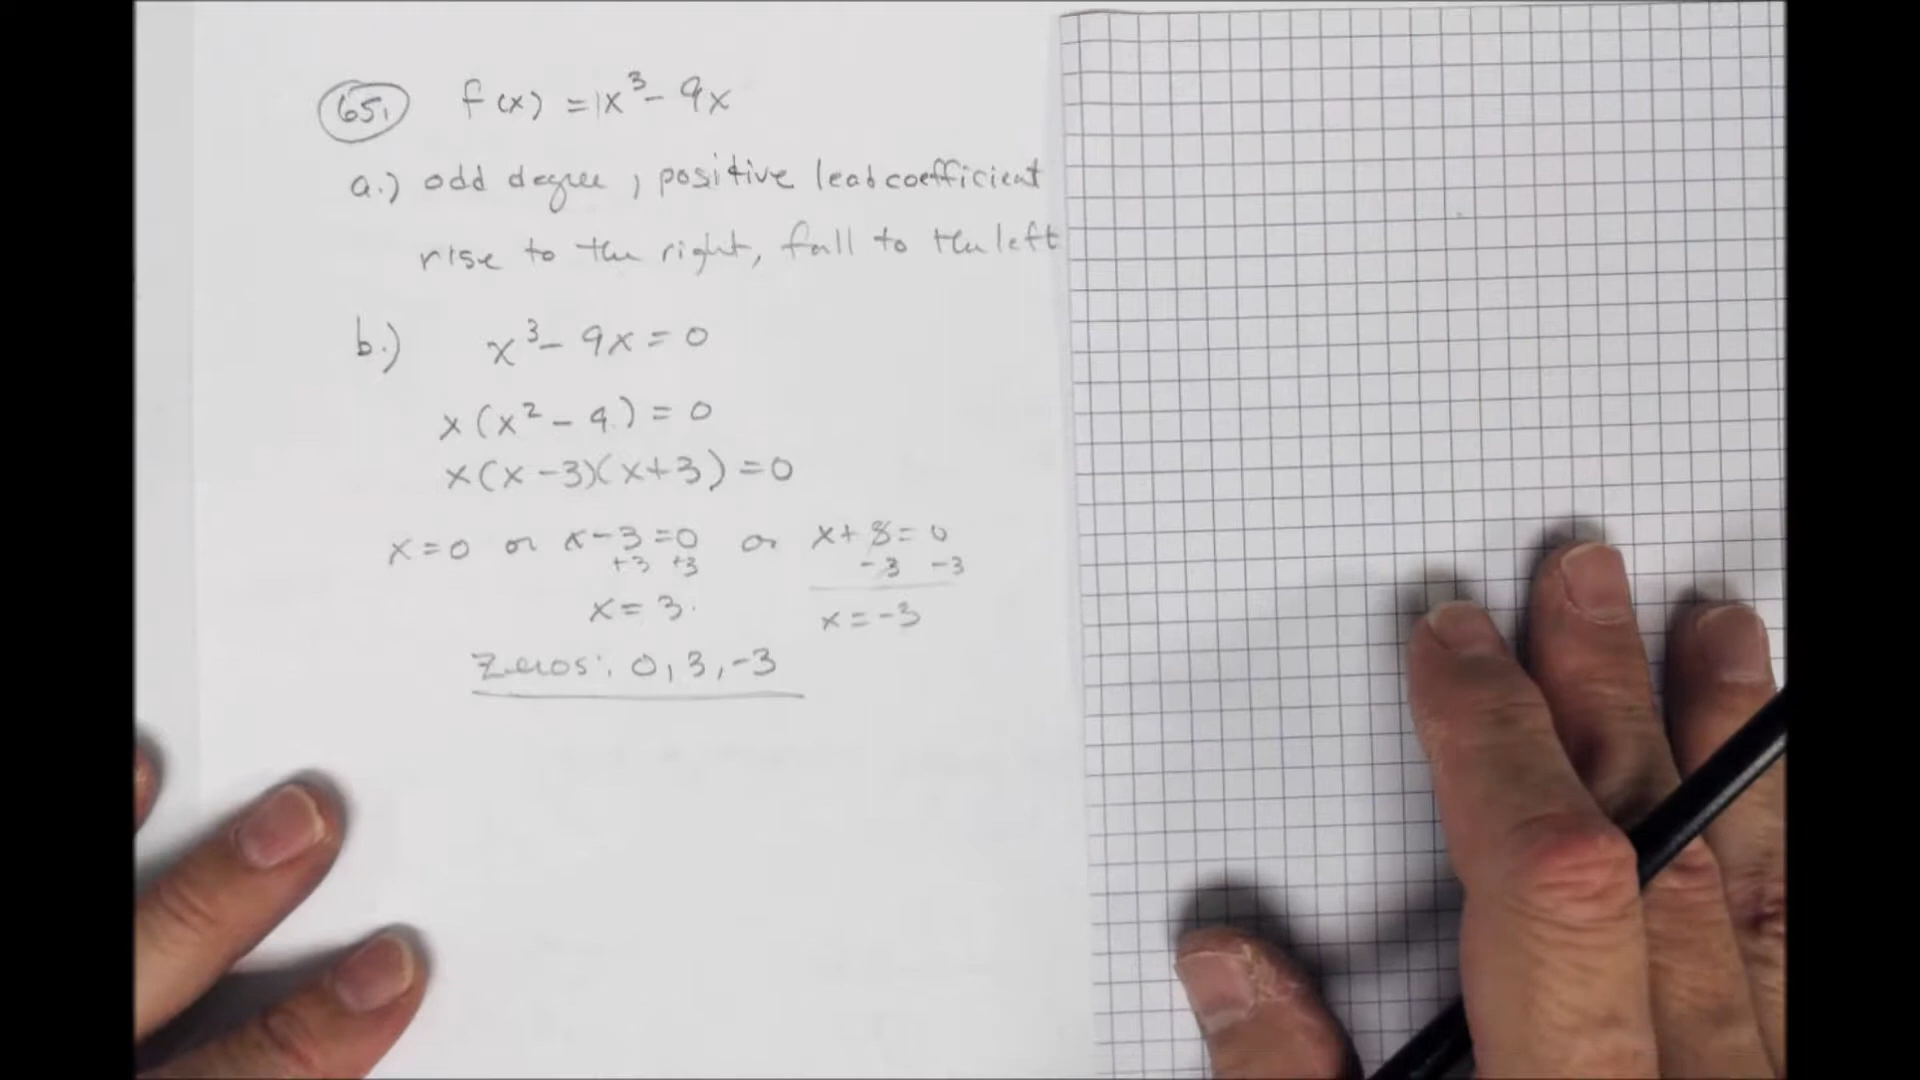 65. f(x) = 1x³ - 9x
a.) odd degree, positive lead coefficient
rise to the right, fall to the left
b.) x³ - 9x = 0
x(x² - 9) = 0
x(x - 3)(x + 3) = 0
x = 0 or x - 3 = 0 or x + 3 = 0
+3 +3 -3 -3
x = 3 x = -3
Zeros: 0, 3, -3